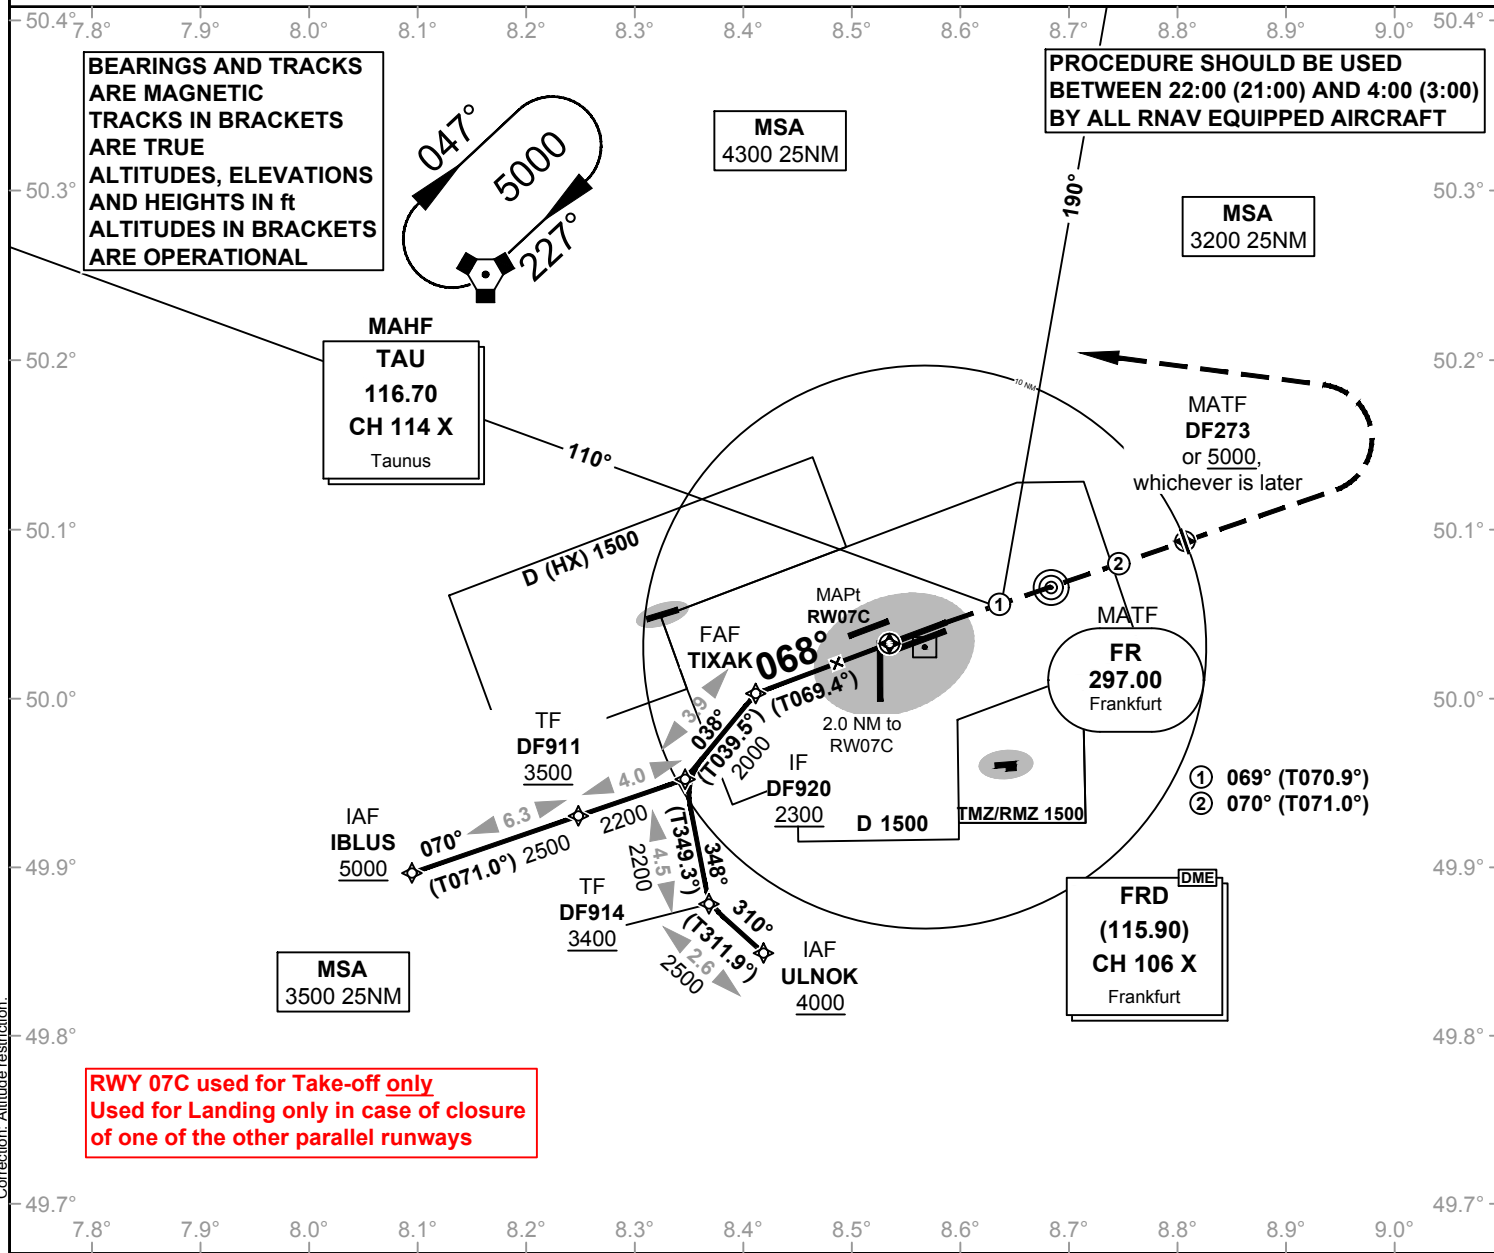 50.4°
7.8°
7.9°
8.0°
8.1°
8.2°
8.3°
8.4°
8.5°
8.6°
8.7°
8.8°
8.9°
9.0°
50.4°
BEARINGS AND TRACKS
ARE MAGNETIC
TRACKS IN BRACKETS
ARE TRUE
ALTITUDES, ELEVATIONS
AND HEIGHTS IN ft
ALTITUDES IN BRACKETS
ARE OPERATIONAL
047°
5000
227°
MSA
4300 25NM
PROCEDURE SHOULD BE USED
BETWEEN 22:00 (21:00) AND 4:00 (3:00)
BY ALL RNAV EQUIPPED AIRCRAFT
50.3°
190°
50.3°
MSA
3200 25NM
MAHF
TAU
116.70
CH 114 X
Taunus
50.2°
50.2°
10 NM
MATF
DF273
or 5000,
whichever is later
110°
50.1°
50.1°
D (HX) 1500
2
1
MAPt
RW07C
MATF
FR
297.00
Frankfurt
FAF
TIXAK
068°
(T069.4°)
50.0°
50.0°
2.0 NM to
RW07C
3.9
038°
(T039.5°)
2000
TF
DF911
3500
4.0
IF
DF920
2300
1 069° (T070.9°)
2 070° (T071.0°)
TMZ/RMZ 1500
D 1500
IAF
IBLUS
5000
070°
(T071.0°)
6.3
2500
2200
49.9°
49.9°
2200
4.5
(T349.3°)
348°
TF
DF914
3400
310°
(T311.9°)
2.6
2500
IAF
ULNOK
4000
DME
FRD
(115.90)
CH 106 X
Frankfurt
MSA
3500 25NM
49.8°
49.8°
Correction: Altitude restriction.
RWY 07C used for Take-off only
Used for Landing only in case of closure
of one of the other parallel runways
49.7°
49.7°
7.8°
7.9°
8.0°
8.1°
8.2°
8.3°
8.4°
8.5°
8.6°
8.7°
8.8°
8.9°
9.0°